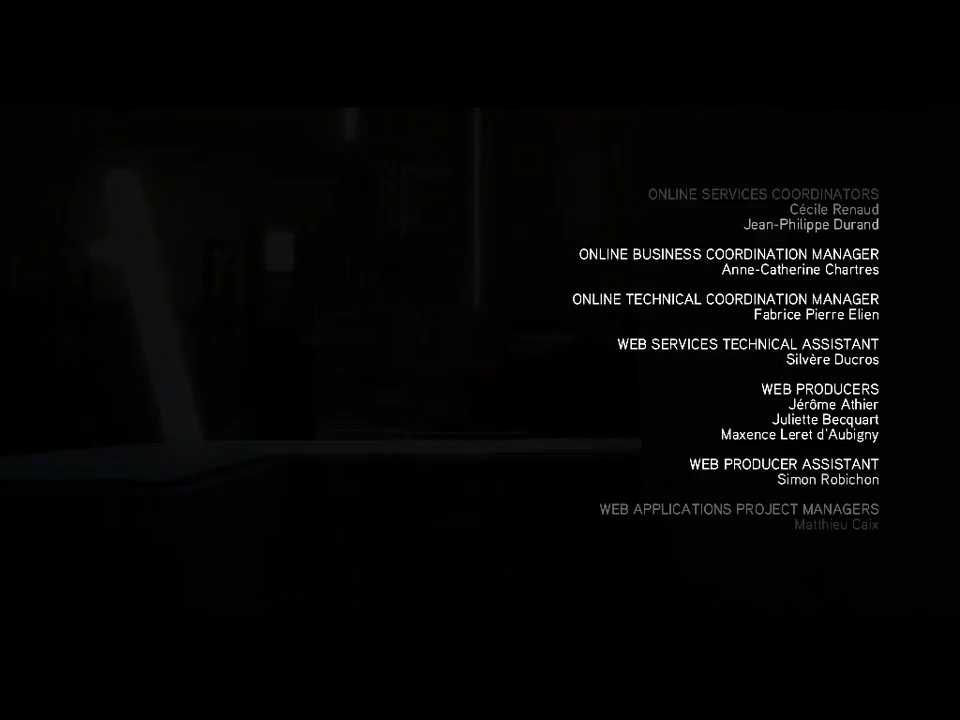 ONLINE SERVICES COORDINATORS
Cécile Renaud
Jean-Philippe Durand
ONLINE BUSINESS COORDINATION MANAGER
Anne-Catherine Chartres
ONLINE TECHNICAL COORDINATION MANAGER
Fabrice Pierre Elien
WEB SERVICES TECHNICAL ASSISTANT
Silvère Ducros
WEB PRODUCERS
Jérôme Athier
Juliette Becquart
Maxence Leret d'Aubigny
WEB PRODUCER ASSISTANT
Simon Robichon
WEB APPLICATIONS PROJECT MANAGERS
Matthieu Caix